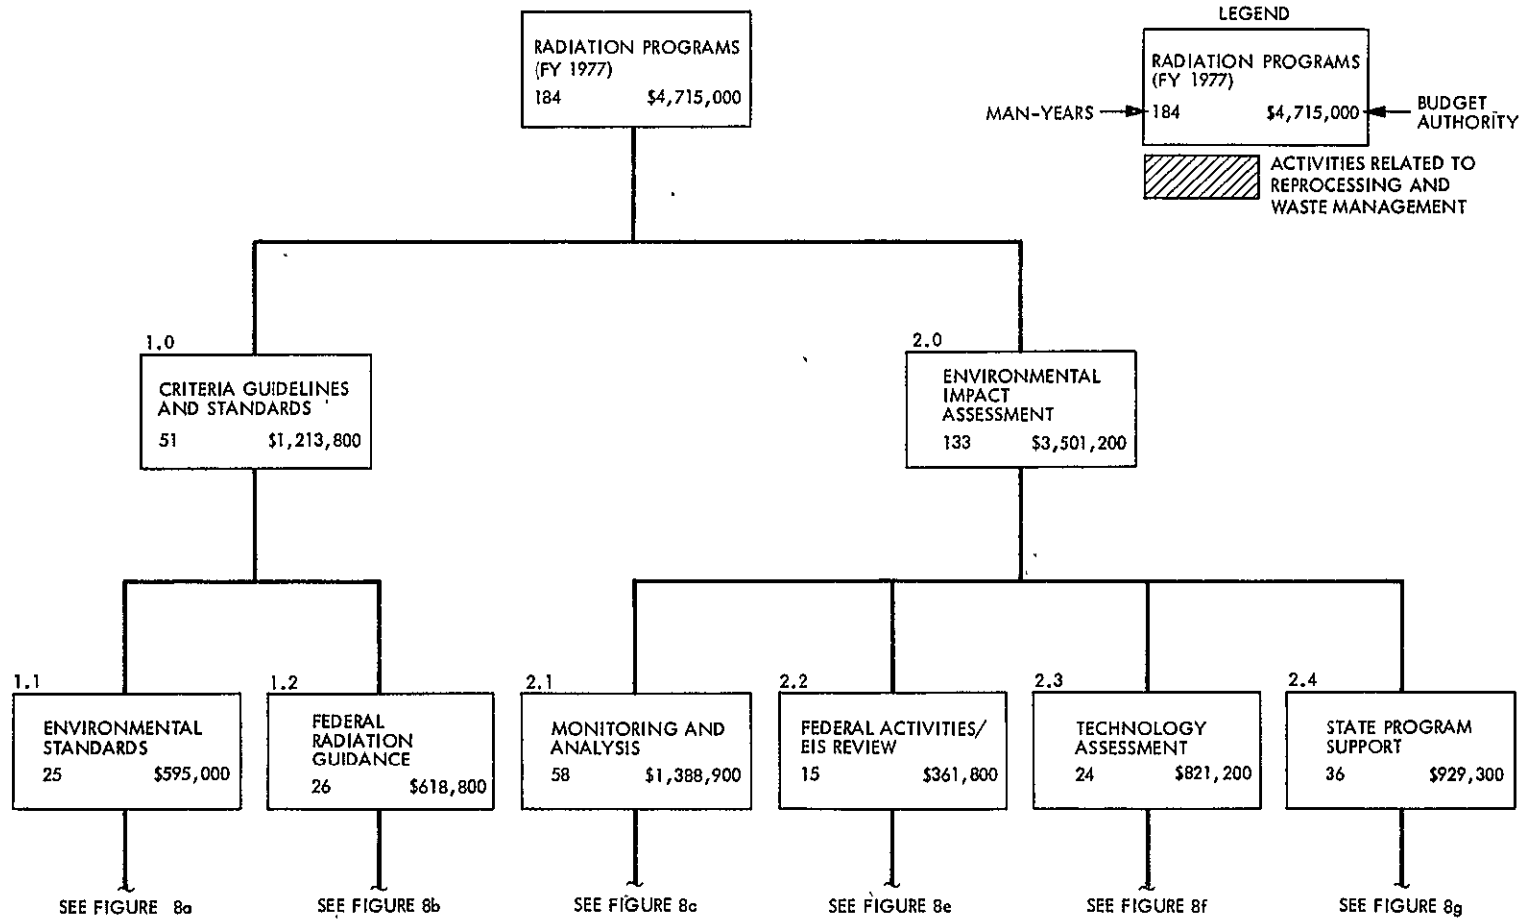 RADIATION PROGRAMS
(FY 1977)
184 $4,715,000
LEGEND
RADIATION PROGRAMS
(FY 1977)
MAN-YEARS 184 $4,715,000 BUDGET
AUTHORITY
ACTIVITIES RELATED TO
REPROCESSING AND
WASTE MANAGEMENT
1.0
CRITERIA GUIDELINES
AND STANDARDS
51 $1,213,800
2.0
ENVIRONMENTAL
IMPACT
ASSESSMENT
133 $3,501,200
1.1
ENVIRONMENTAL
STANDARDS
25 $595,000
SEE FIGURE 8a
1.2
FEDERAL
RADIATION
GUIDANCE
26 $618,800
SEE FIGURE 8b
2.1
MONITORING AND
ANALYSIS
58 $1,388,900
SEE FIGURE 8c
2.2
FEDERAL ACTIVITIES/
EIS REVIEW
15 $361,800
SEE FIGURE 8e
2.3
TECHNOLOGY
ASSESSMENT
24 $821,200
SEE FIGURE 8f
2.4
STATE PROGRAM
SUPPORT
36 $929,300
SEE FIGURE 8g